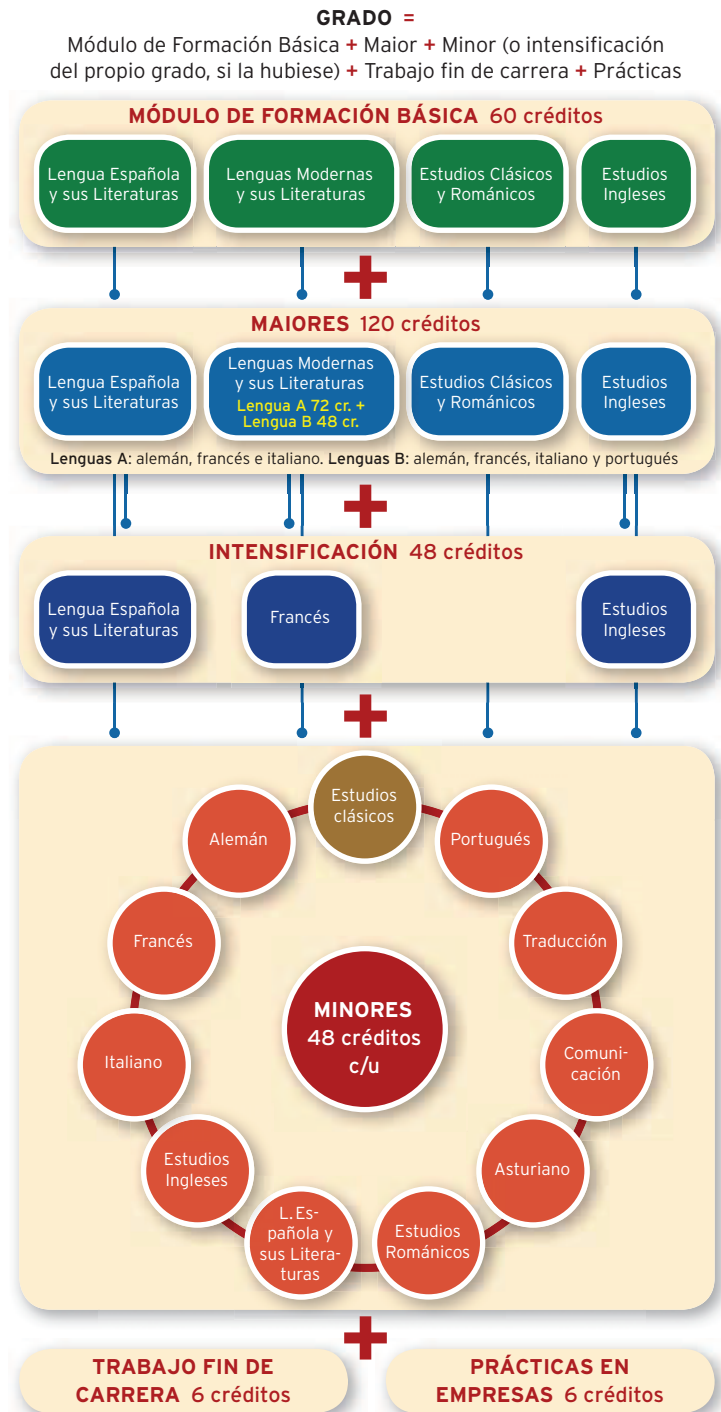 GRADO =
Módulo de Formación Básica + Maior + Minor (o intensificación
del propio grado, si la hubiese) + Trabajo fin de carrera + Prácticas
MÓDULO DE FORMACIÓN BÁSICA 60 créditos
Lengua Española
y sus Literaturas
Lenguas Modernas
y sus Literaturas
Estudios Clásicos
y Románicos
Estudios
Ingleses
+
MAIORES 120 créditos
Lengua Española
y sus Literaturas
Lenguas Modernas
y sus Literaturas
Lengua A 72 cr. +
Lengua B 48 cr.
Estudios Clásicos
y Románicos
Estudios
Ingleses
Lenguas A: alemán, francés e italiano. Lenguas B: alemán, francés, italiano y portugués
+
INTENSIFICACIÓN 48 créditos
Lengua Española
y sus Literaturas
Francés
Estudios
Ingleses
+
Estudios
clásicos
Portugués
Traducción
Comuni-
cación
Asturiano
Estudios
Románicos
L. Es-
pañola y
sus Litera-
turas
Estudios
Ingleses
Italiano
Francés
Alemán
MINORES
48 créditos
c/u
+
TRABAJO FIN DE
CARRERA 6 créditos
PRÁCTICAS EN
EMPRESAS 6 créditos